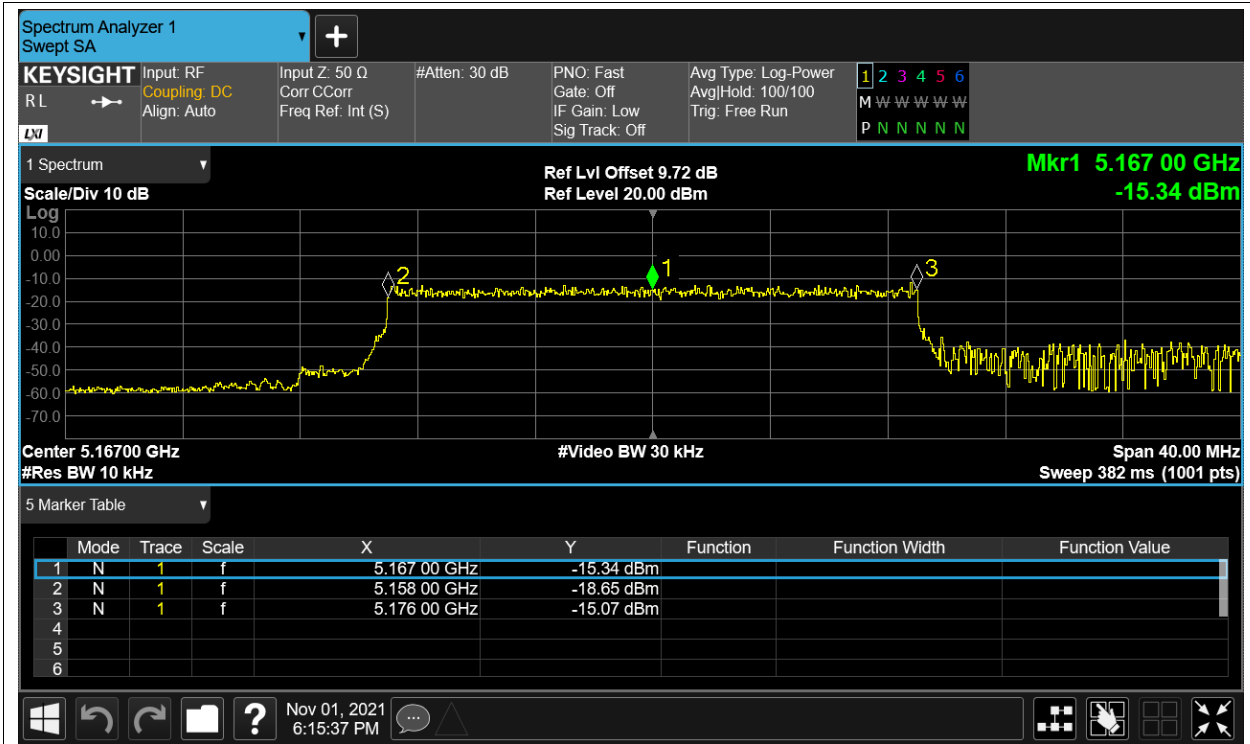 Spectrum Analyzer 1
Swept SA
KEYSIGHT
R L
LXI
Input: RF
Coupling: DC
Align: Auto
Input Z: 50 Ω
Corr CCorr
Freq Ref: Int (S)
#Atten: 30 dB
PNO: Fast
Gate: Off
IF Gain: Low
Sig Track: Off
Avg Type: Log-Power
Avg|Hold: 100/100
Trig: Free Run
1 2 3 4 5 6
M W W W W W
P N N N N N
1 Spectrum
Scale/Div 10 dB
Ref Lvl Offset 9.72 dB
Ref Level 20.00 dBm
Mkr1 5.167 00 GHz
-15.34 dBm
Log
10.0
0.00
-10.0
-20.0
-30.0
-40.0
-50.0
-60.0
-70.0
2
1
3
Center 5.16700 GHz
#Video BW 30 kHz
Span 40.00 MHz
#Res BW 10 kHz
Sweep 382 ms (1001 pts)
5 Marker Table
Mode Trace Scale X Y Function Function Width Function Value
1 N 1 f 5.167 00 GHz -15.34 dBm
2 N 1 f 5.158 00 GHz -18.65 dBm
3 N 1 f 5.176 00 GHz -15.07 dBm
4
5
6
?
Nov 01, 2021
6:15:37 PM